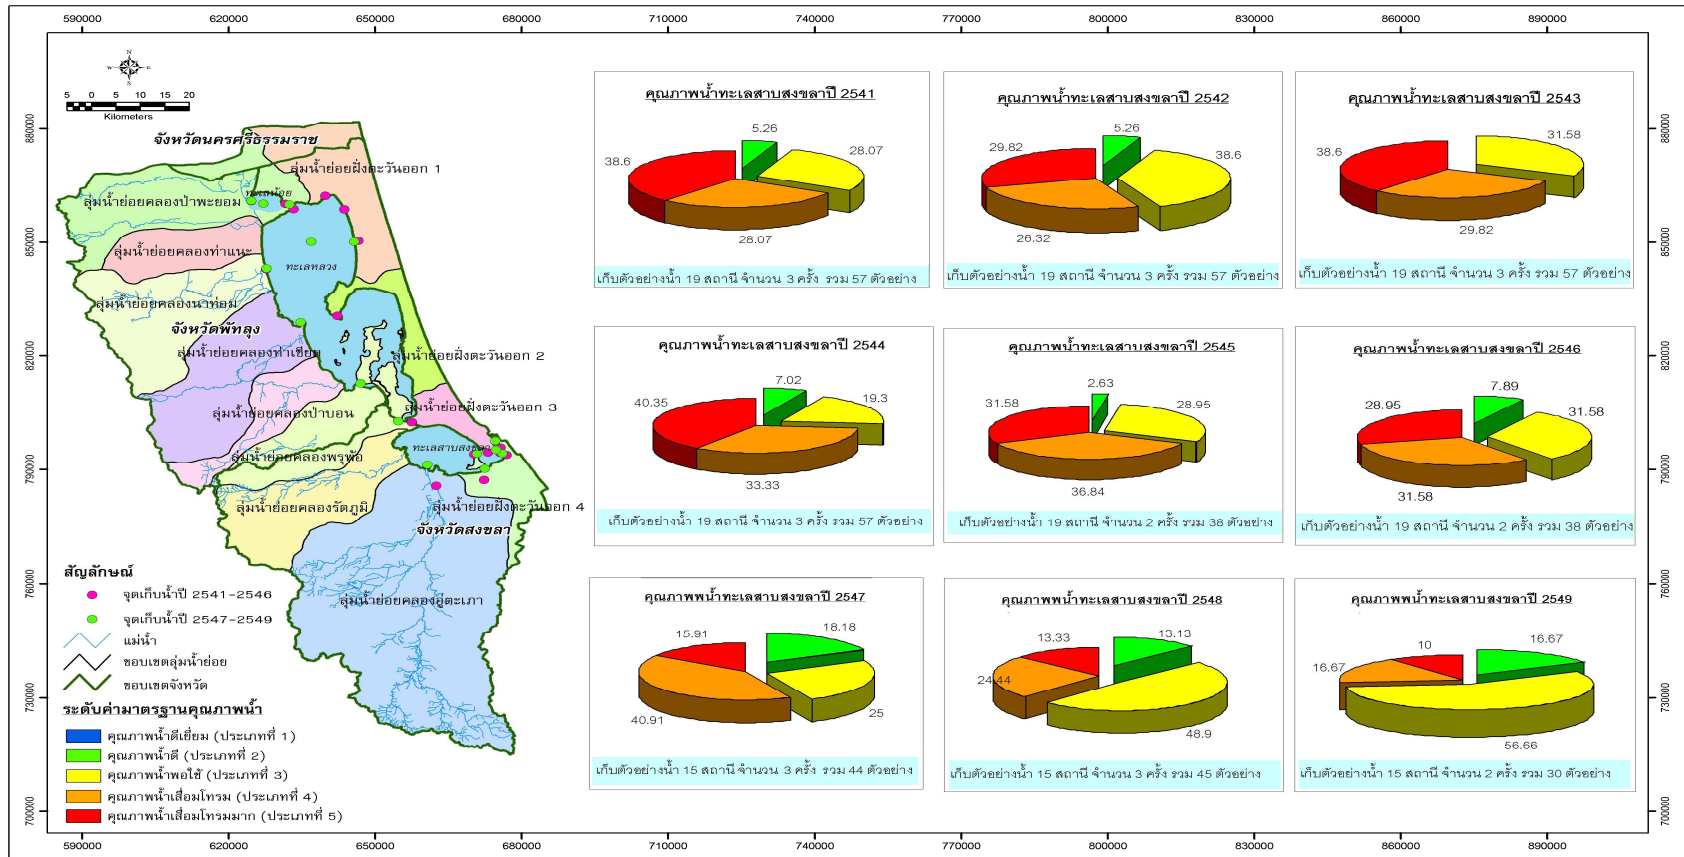 590000 620000 650000 680000 710000 740000 770000 800000 830000 860000 890000
880000 880000
850000 850000
820000 820000
790000 790000
760000 760000
730000 730000
700000 700000
N
W E
S
5 0 5 10 15 20
Kilometers
จังหวัดนครศรีธรรมราช
ลุ่มน้ำย่อยฝั่งตะวันออก 1
ทะเลน้อย
ลุ่มน้ำย่อยคลองป่าพะยอม
ลุ่มน้ำย่อยคลองท่าแนะ
ทะเลหลวง
ลุ่มน้ำย่อยคลองนาท่อม
จังหวัดพัทลุง
ลุ่มน้ำย่อยคลองท่าเชียด
ลุ่มน้ำย่อยฝั่งตะวันออก 2
ลุ่มน้ำย่อยคลองป่าบอน
ลุ่มน้ำย่อยฝั่งตะวันออก 3
ทะเลสาบสงขลา
ลุ่มน้ำย่อยคลองพรุพ้อ
ลุ่มน้ำย่อยคลองรัตภูมิ
ลุ่มน้ำย่อยฝั่งตะวันออก 4
จังหวัดสงขลา
ลุ่มน้ำย่อยคลองอู่ตะเภา
สัญลักษณ์
จุดเก็บน้ำปี 2541-2546
จุดเก็บน้ำปี 2547-2549
แม่น้ำ
ขอบเขตลุ่มน้ำย่อย
ขอบเขตจังหวัด
ระดับค่ามาตรฐานคุณภาพน้ำ
คุณภาพน้ำดีเยี่ยม (ประเภทที่ 1)
คุณภาพน้ำดี (ประเภทที่ 2)
คุณภาพน้ำพอใช้ (ประเภทที่ 3)
คุณภาพน้ำเสื่อมโทรม (ประเภทที่ 4)
คุณภาพน้ำเสื่อมโทรมมาก (ประเภทที่ 5)
คุณภาพน้ำทะเลสาบสงขลาปี 2541
5.26
38.6
28.07
28.07
เก็บตัวอย่างน้ำ 19 สถานี จำนวน 3 ครั้ง รวม 57 ตัวอย่าง
คุณภาพน้ำทะเลสาบสงขลาปี 2542
5.26
29.82
38.6
26.32
เก็บตัวอย่างน้ำ 19 สถานี จำนวน 3 ครั้ง รวม 57 ตัวอย่าง
คุณภาพน้ำทะเลสาบสงขลาปี 2543
31.58
38.6
29.82
เก็บตัวอย่างน้ำ 19 สถานี จำนวน 3 ครั้ง รวม 57 ตัวอย่าง
คุณภาพน้ำทะเลสาบสงขลาปี 2544
7.02
40.35
19.3
33.33
เก็บตัวอย่างน้ำ 19 สถานี จำนวน 3 ครั้ง รวม 57 ตัวอย่าง
คุณภาพน้ำทะเลสาบสงขลาปี 2545
2.63
31.58
28.95
36.84
เก็บตัวอย่างน้ำ 19 สถานี จำนวน 2 ครั้ง รวม 38 ตัวอย่าง
คุณภาพน้ำทะเลสาบสงขลาปี 2546
7.89
28.95
31.58
31.58
เก็บตัวอย่างน้ำ 19 สถานี จำนวน 2 ครั้ง รวม 38 ตัวอย่าง
คุณภาพพน้ำทะเลสาบสงขลาปี 2547
15.91
18.18
40.91
25
เก็บตัวอย่างน้ำ 15 สถานี จำนวน 3 ครั้ง รวม 44 ตัวอย่าง
คุณภาพน้ำทะเลสาบสงขลาปี 2548
13.33
13.13
24.44
48.9
เก็บตัวอย่างน้ำ 15 สถานี จำนวน 3 ครั้ง รวม 45 ตัวอย่าง
คุณภาพน้ำทะเลสาบสงขลาปี 2549
10
16.67
16.67
56.66
เก็บตัวอย่างน้ำ 15 สถานี จำนวน 2 ครั้ง รวม 30 ตัวอย่าง
590000 620000 650000 680000 710000 740000 770000 800000 830000 860000 890000